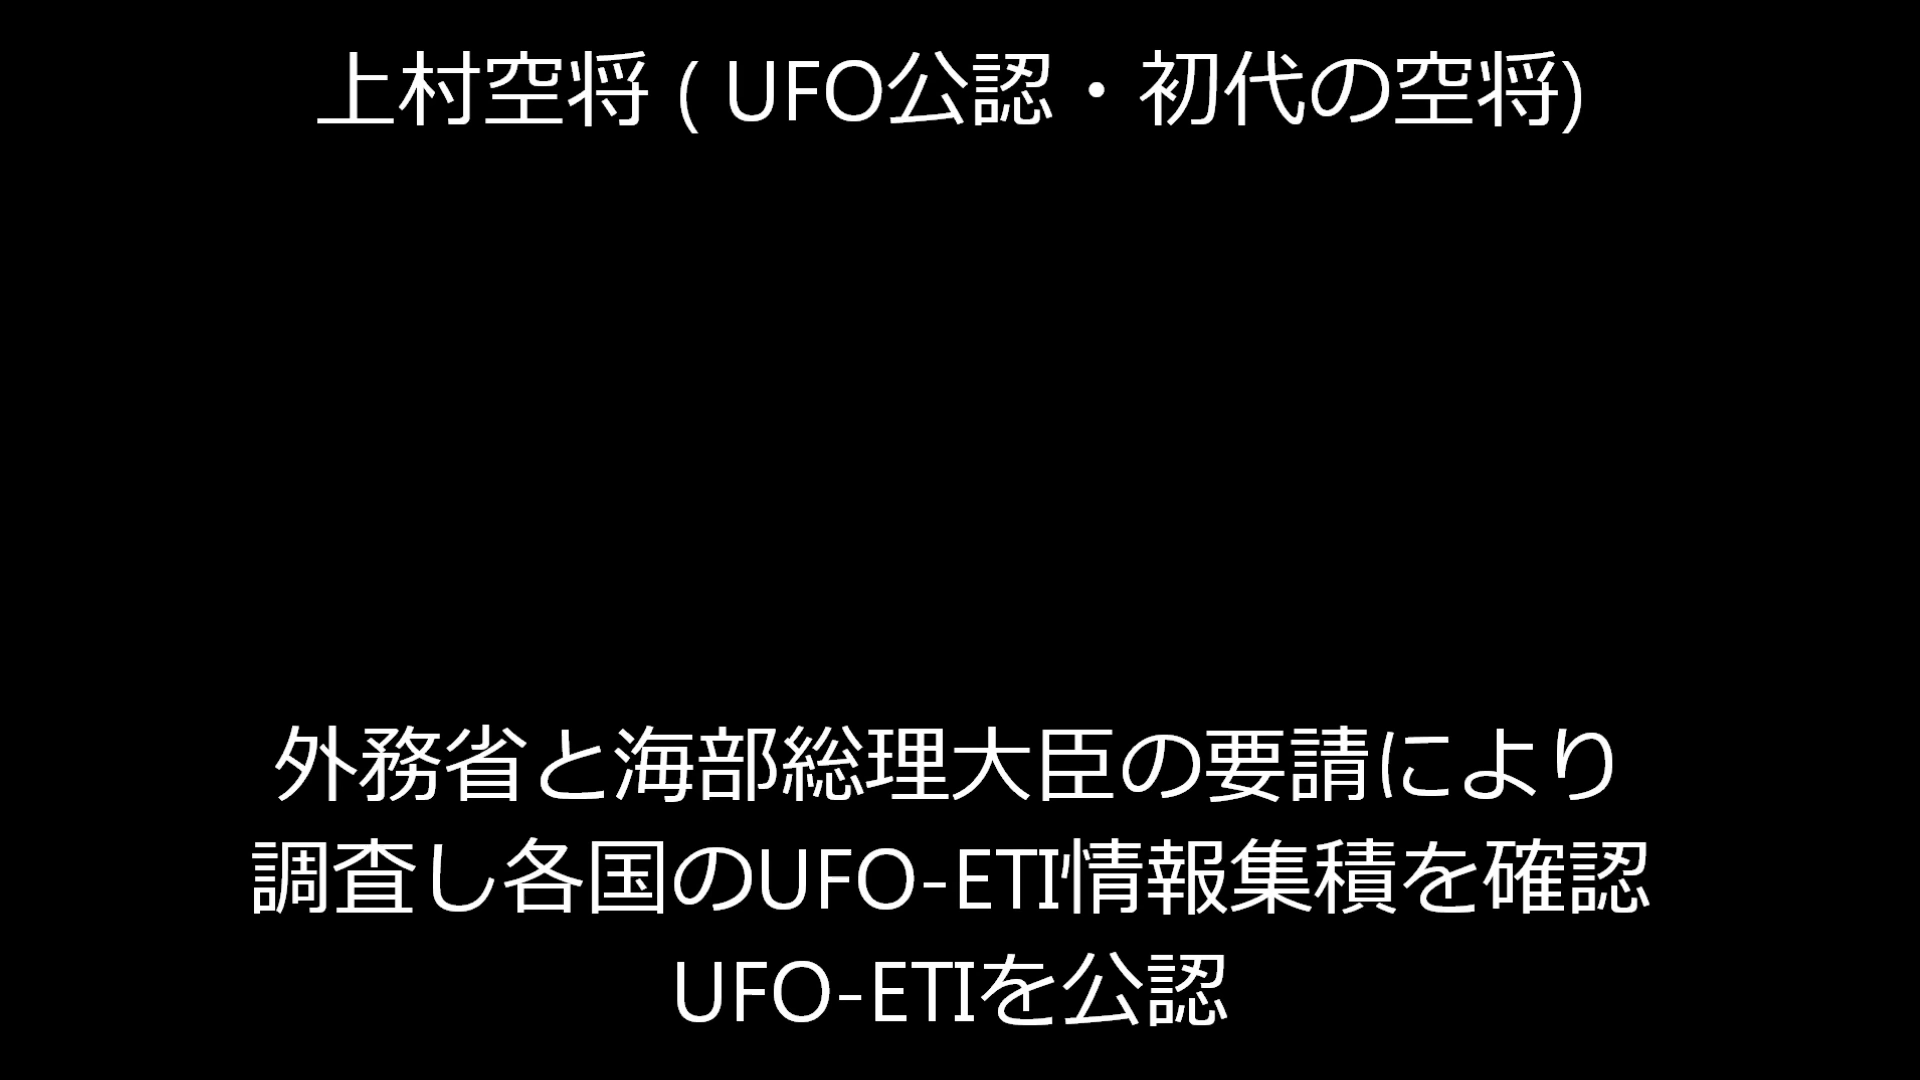 上村空将 ( UFO公認・初代の空将)
外務省と海部総理大臣の要請により
調査し各国のUFO-ETI情報集積を確認
UFO-ETIを公認